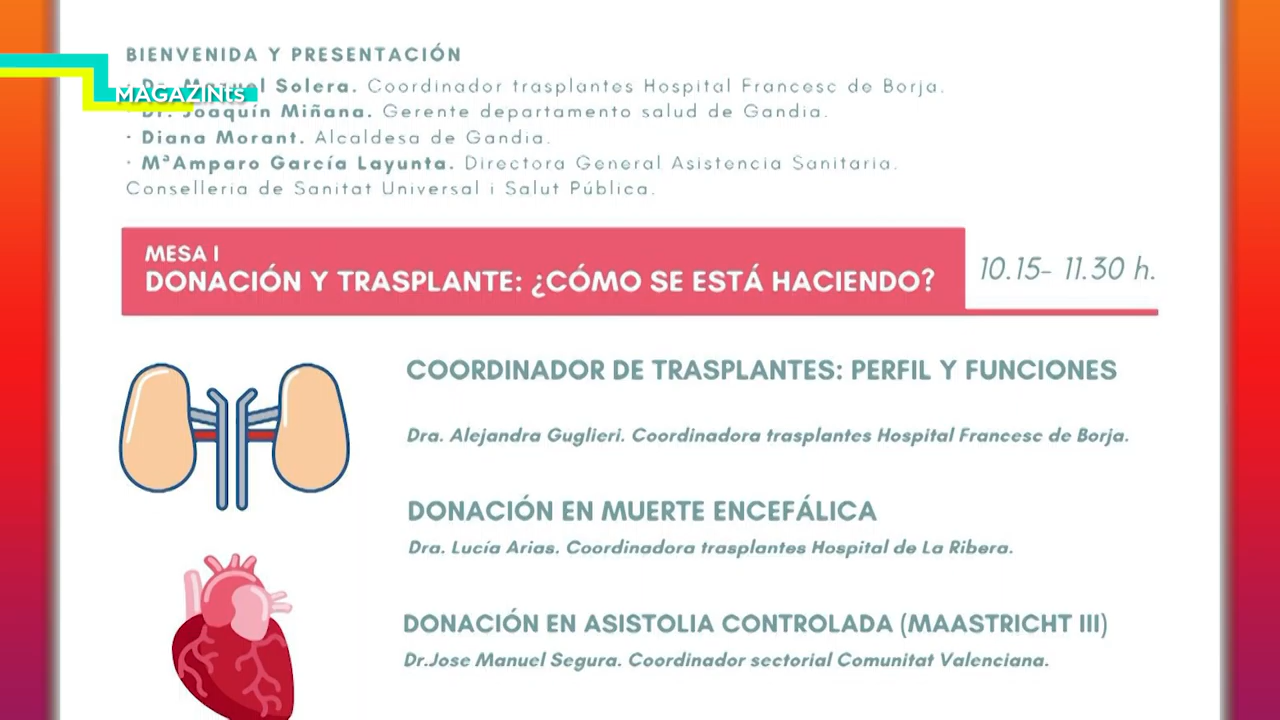 BIENVENIDA Y PRESENTACIÓN
MAGAZINts
Solera. Coordinador trasplantes Hospital Francesc de Borja.
· Dr. Joaquín Miñana. Gerente departamento salud de Gandia.
· Diana Morant. Alcaldesa de Gandia.
· MªAmparo García Layunta. Directora General Asistencia Sanitaria.
Conselleria de Sanitat Universal i Salut Pública.
MESA I
DONACIÓN Y TRASPLANTE: ¿CÓMO SE ESTÁ HACIENDO?
10.15- 11.30 h.
COORDINADOR DE TRASPLANTES: PERFIL Y FUNCIONES
Dra. Alejandra Guglieri. Coordinadora trasplantes Hospital Francesc de Borja.
DONACIÓN EN MUERTE ENCEFÁLICA
Dra. Lucía Arias. Coordinadora trasplantes Hospital de La Ribera.
DONACIÓN EN ASISTOLIA CONTROLADA (MAASTRICHT III)
Dr.Jose Manuel Segura. Coordinador sectorial Comunitat Valenciana.